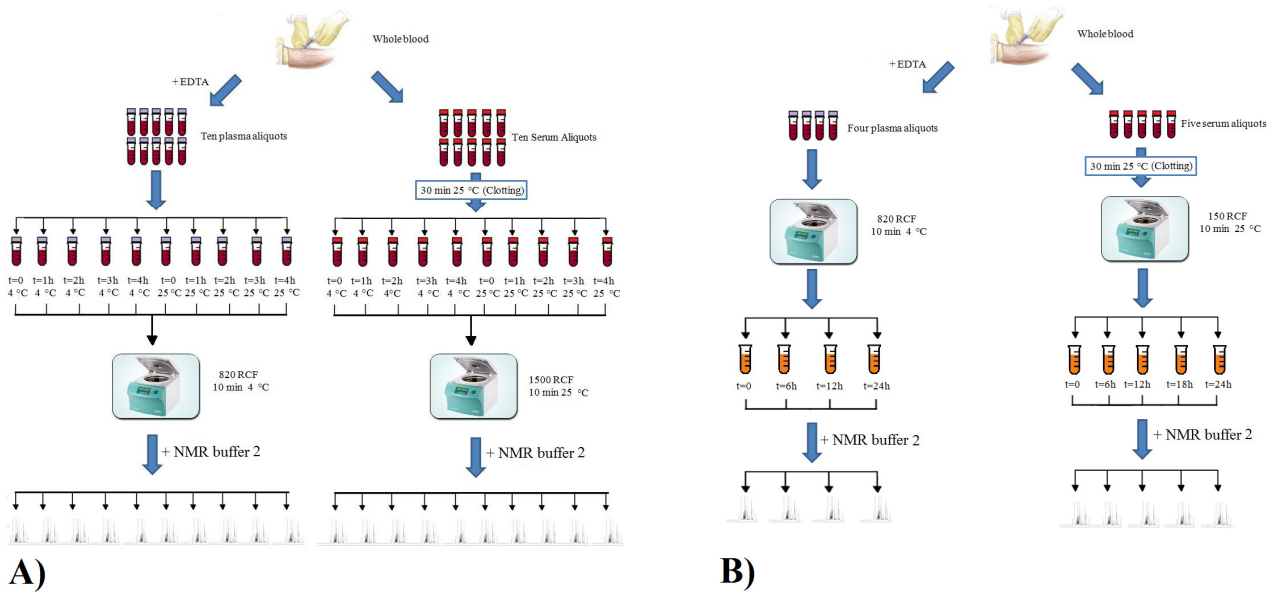 Whole blood
+ EDTA
Ten plasma aliquots
Ten Serum Aliquots
30 min 25 °C (Clotting)
t=0 t=1h t=2h t=3h t=4h t=0 t=1h t=2h t=3h t=4h
4 °C 4 °C 4 °C 4 °C 4 °C 25 °C 25 °C 25 °C 25 °C 25 °C
t=0 t=1h t=2h t=3h t=4h t=0 t=1h t=2h t=3h t=4h
4 °C 4 °C 4 °C 4 °C 4 °C 25 °C 25 °C 25 °C 25 °C 25 °C
820 RCF
10 min 4 °C
1500 RCF
10 min 25 °C
+ NMR buffer 2
+ NMR buffer 2
A)
Whole blood
+ EDTA
Four plasma aliquots
Five serum aliquots
30 min 25 °C (Clotting)
820 RCF
10 min 4 °C
150 RCF
10 min 25 °C
t=0 t=6h t=12h t=24h
t=0 t=6h t=12h t=18h t=24h
+ NMR buffer 2
+ NMR buffer 2
B)